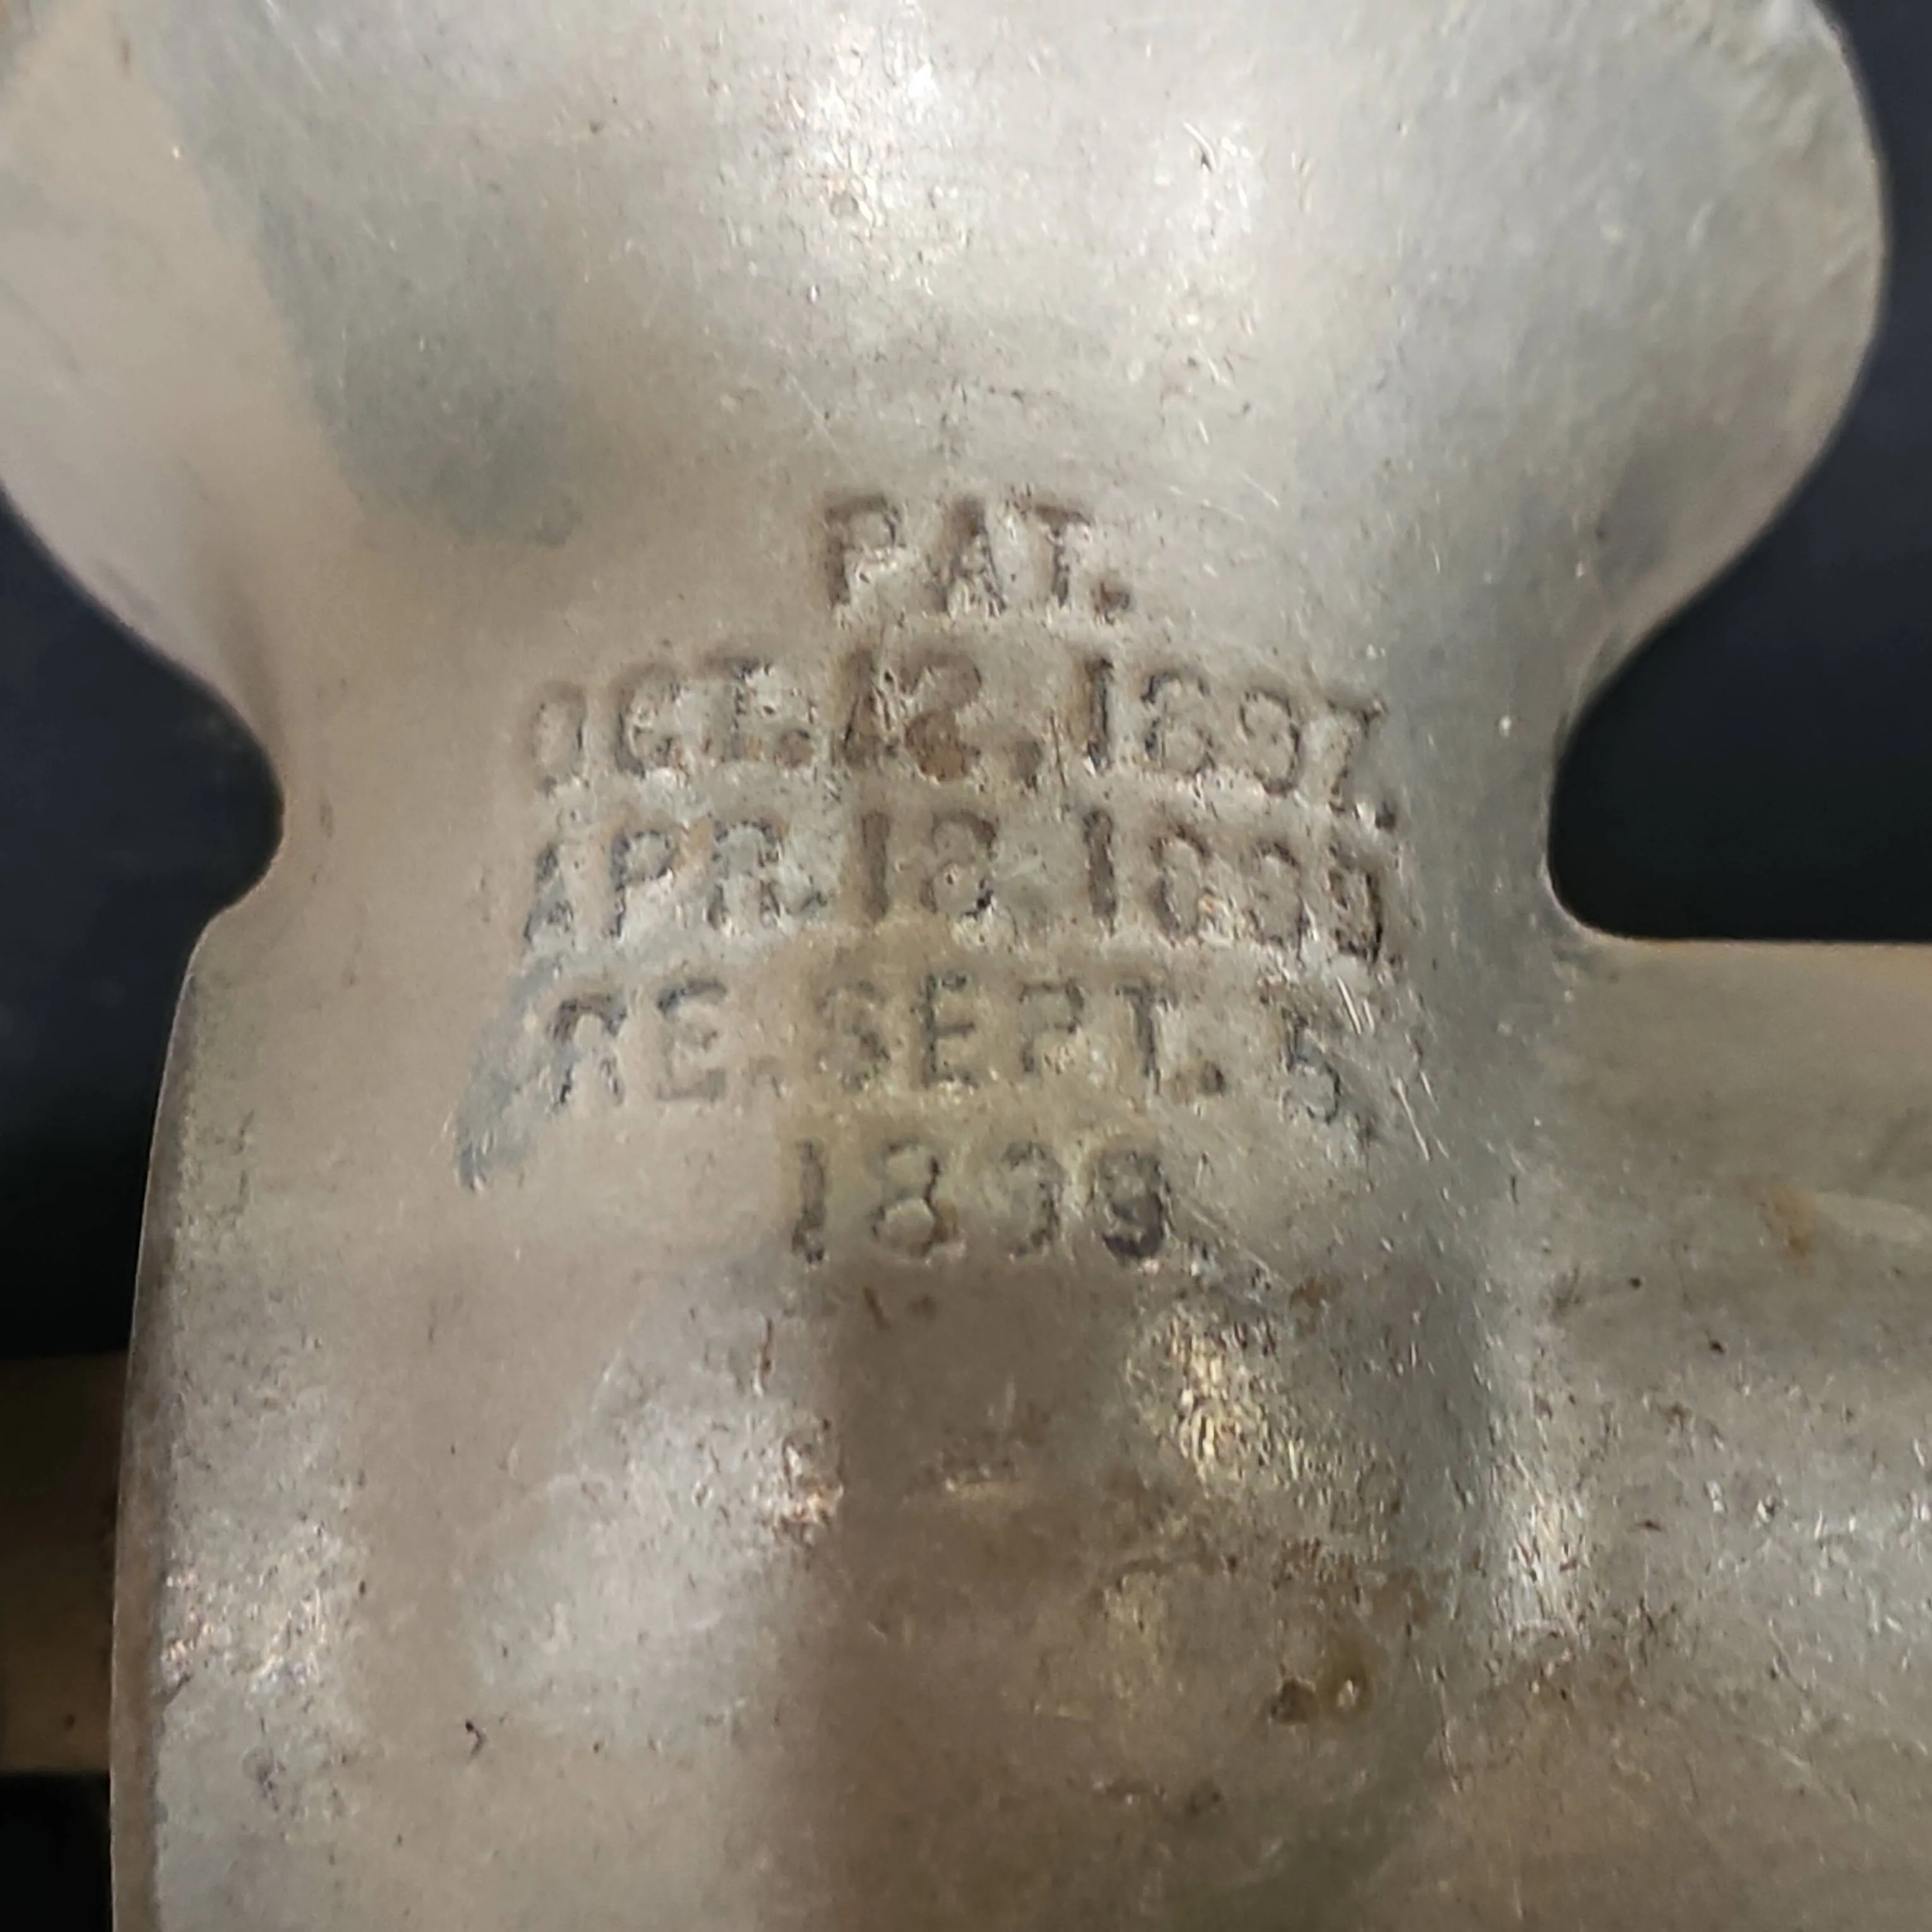 PAT.
OCT. 12, 1897.
APR. 18, 1899
RE. SEPT. 5,
1899